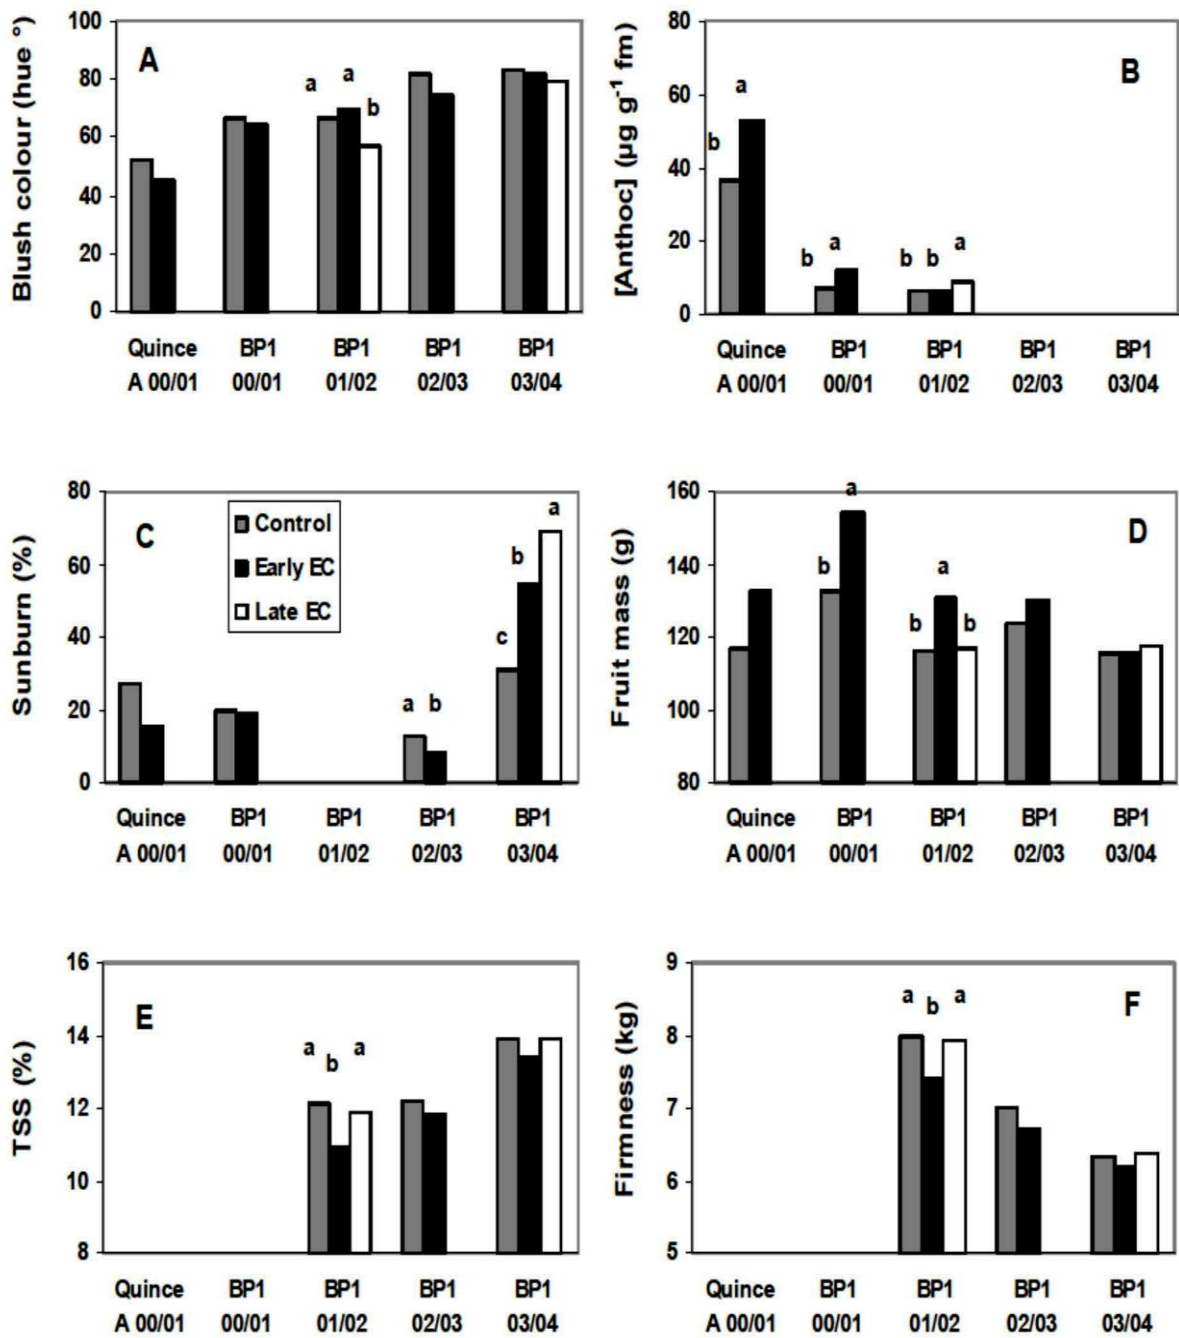 A
Blush colour (hue °)
100
80
60
40
20
0
a a b
Quince BP1 BP1 BP1 BP1
A 00/01 00/01 01/02 02/03 03/04
B
[Anthoc] (µg g⁻¹ fm)
80
60
40
20
0
b a b a b b a
Quince BP1 BP1 BP1 BP1
A 00/01 00/01 01/02 02/03 03/04
C
Sunburn (%)
80
60
40
20
0
Control
Early EC
Late EC
a b c b a
Quince BP1 BP1 BP1 BP1
A 00/01 00/01 01/02 02/03 03/04
D
Fruit mass (g)
160
140
120
100
80
b a b a b
Quince BP1 BP1 BP1 BP1
A 00/01 00/01 01/02 02/03 03/04
E
TSS (%)
16
14
12
10
8
a b a
Quince BP1 BP1 BP1 BP1
A 00/01 00/01 01/02 02/03 03/04
F
Firmness (kg)
9
8
7
6
5
a b a
Quince BP1 BP1 BP1 BP1
A 00/01 00/01 01/02 02/03 03/04